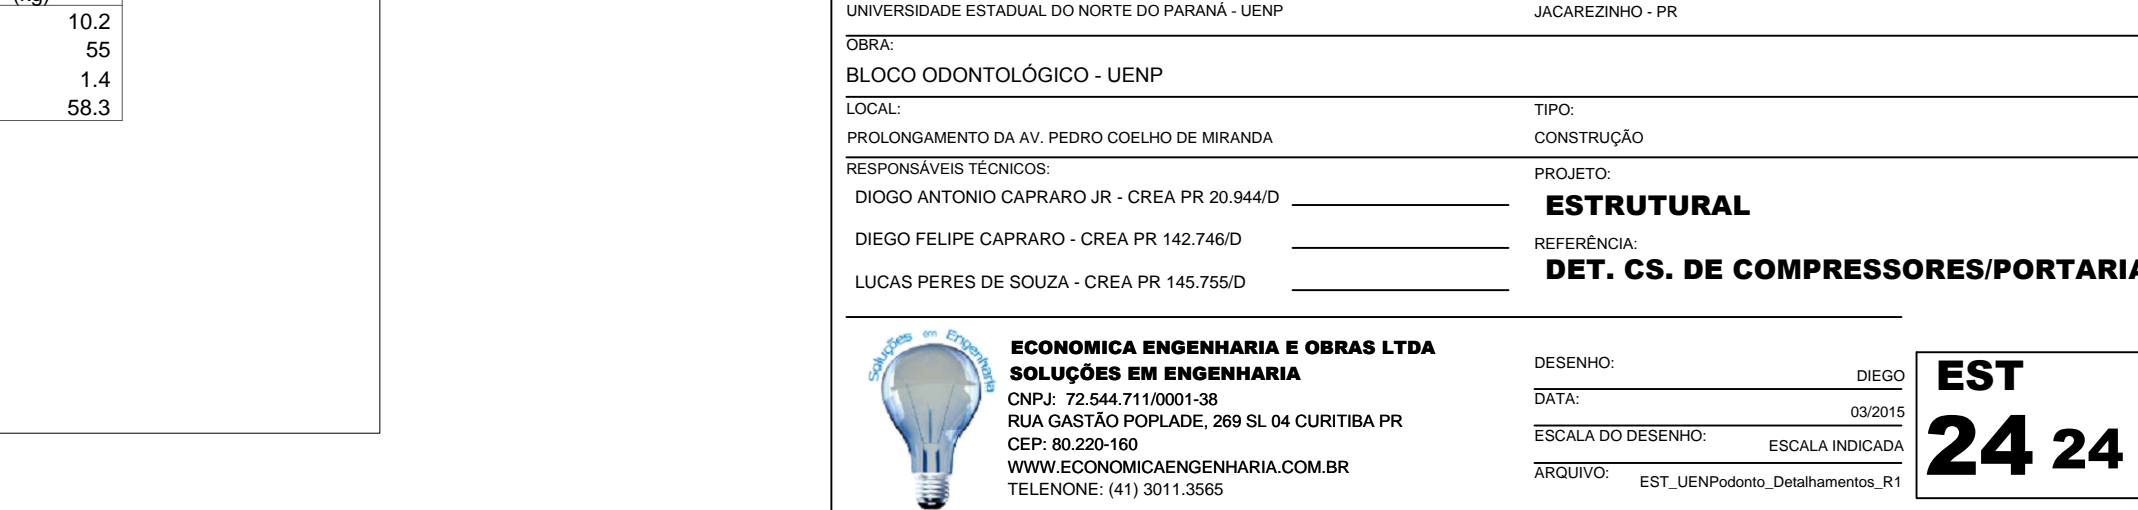 (kg)
10.2
55
1.4
58.3
UNIVERSIDADE ESTADUAL DO NORTE DO PARANÁ - UENP
JACAREZINHO - PR
OBRA:
BLOCO ODONTOLÓGICO - UENP
LOCAL:
PROLONGAMENTO DA AV. PEDRO COELHO DE MIRANDA
TIPO:
CONSTRUÇÃO
RESPONSÁVEIS TÉCNICOS:
DIOGO ANTONIO CAPRARO JR - CREA PR 20.944/D
DIEGO FELIPE CAPRARO - CREA PR 142.746/D
LUCAS PERES DE SOUZA - CREA PR 145.755/D
PROJETO:
ESTRUTURAL
REFERÊNCIA:
DET. CS. DE COMPRESSORES/PORTARIA
Soluções em Engenharia
ECONOMICA ENGENHARIA E OBRAS LTDA
SOLUÇÕES EM ENGENHARIA
CNPJ: 72.544.711/0001-38
RUA GASTÃO POPLADE, 269 SL 04 CURITIBA PR
CEP: 80.220-160
WWW.ECONOMICAENGENHARIA.COM.BR
TELENONE: (41) 3011.3565
DESENHO:
DIEGO
DATA:
03/2015
ESCALA DO DESENHO:
ESCALA INDICADA
ARQUIVO:
EST_UENPodonto_Detalhamentos_R1
EST
24 24